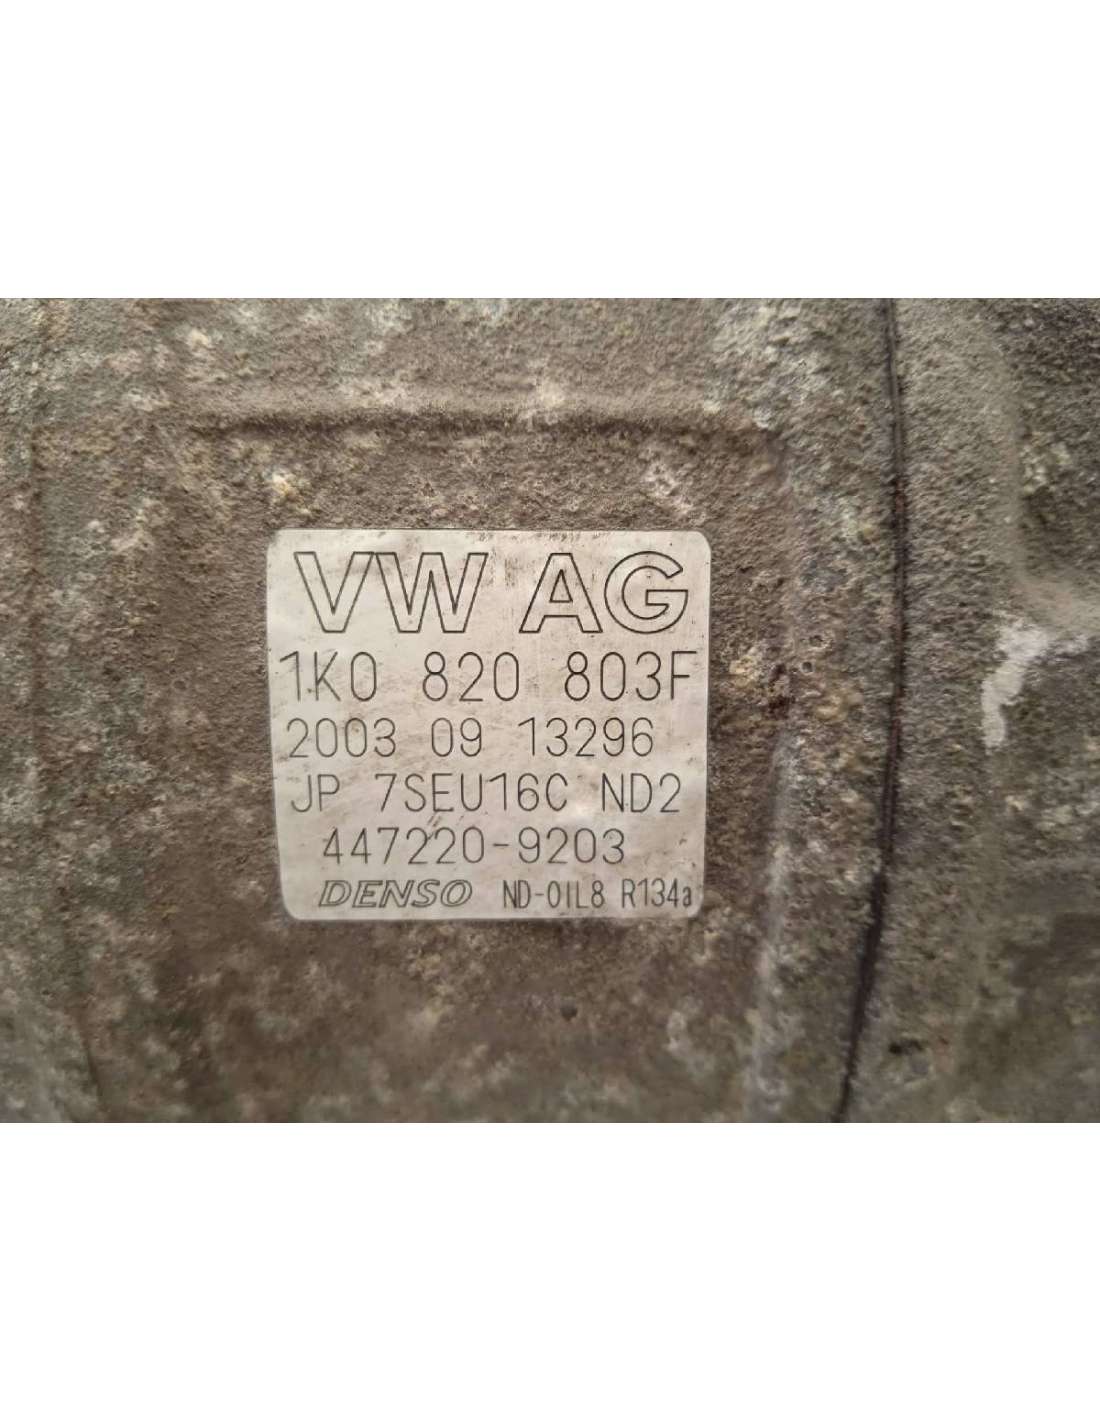 VW AG
1K0 820 803F
2003 09 13296
JP 7SEU16C ND2
447220-9203
DENSO ND-OIL8 R134a